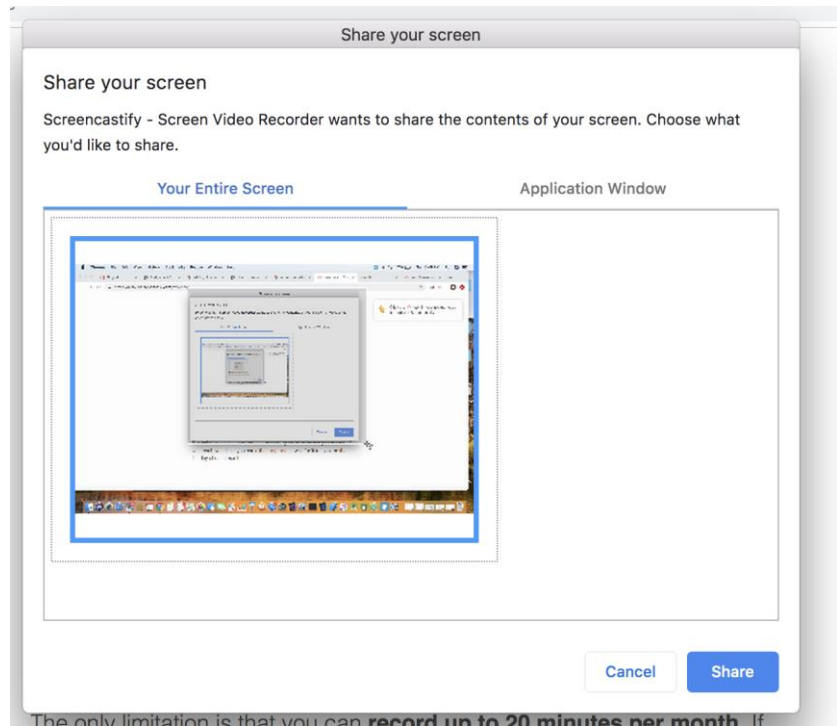 Share your screen
Share your screen
Screencastify - Screen Video Recorder wants to share the contents of your screen. Choose what
you'd like to share.
Your Entire Screen Application Window
Cancel Share
The only limitation is that you can record up to 20 minutes per month. If